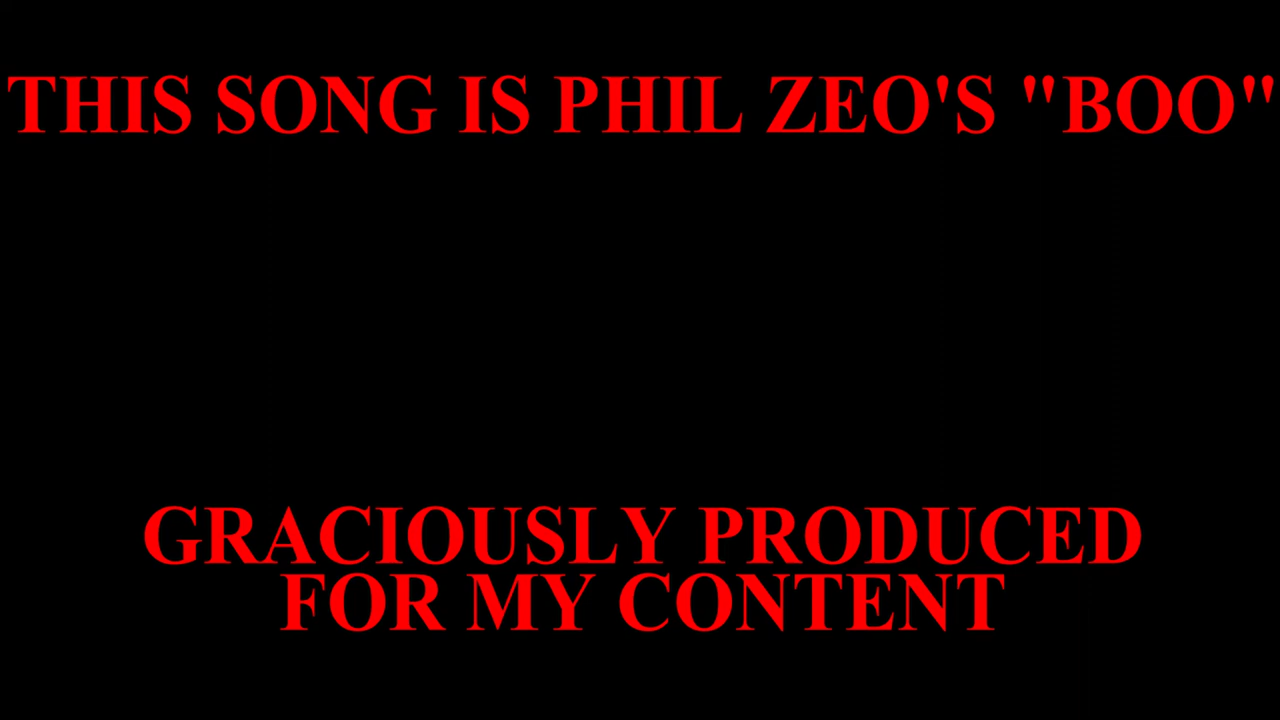 THIS SONG IS PHIL ZEO'S "BOO"
GRACIOUSLY PRODUCED
FOR MY CONTENT